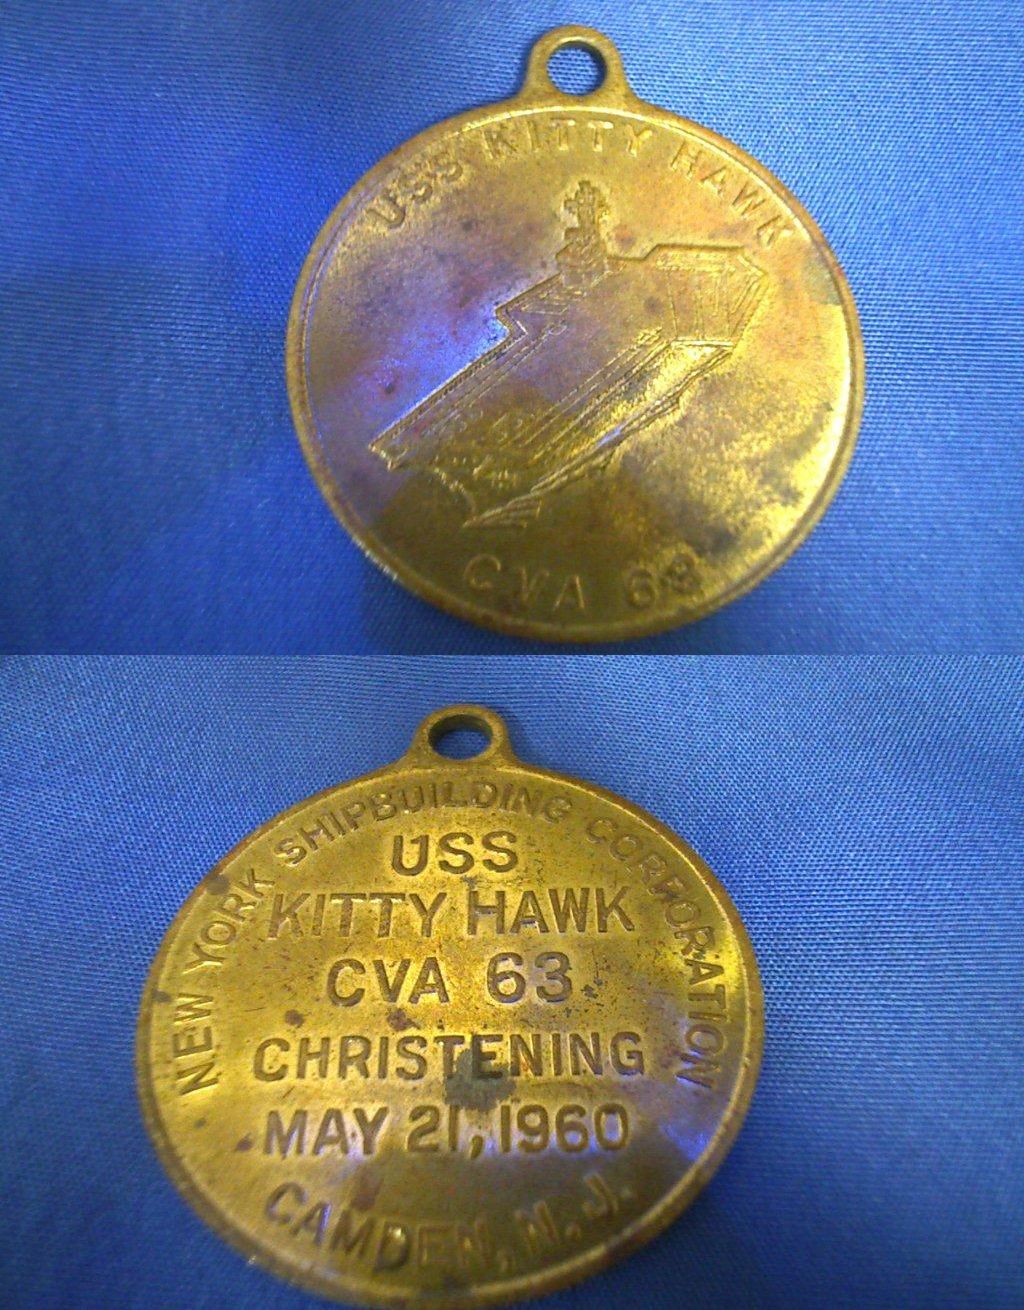 USS KITTY HAWK
CVA 63
NEW YORK SHIPBUILDING CORPORATION
USS
KITTY HAWK
CVA 63
CHRISTENING
MAY 21, 1960
CAMDEN, N. J.